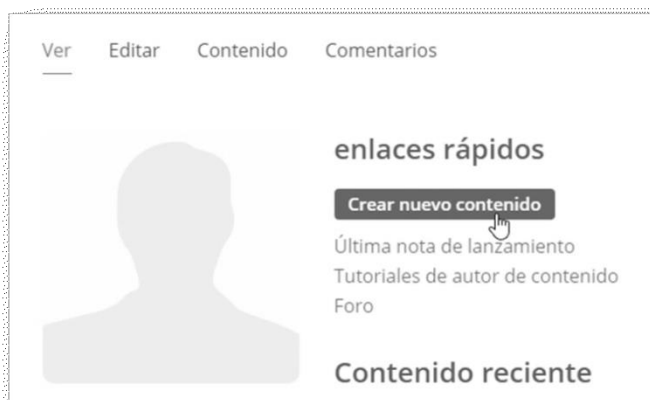 Ver Editar Contenido Comentarios
enlaces rápidos
Crear nuevo contenido
Última nota de lanzamiento
Tutoriales de autor de contenido
Foro
Contenido reciente